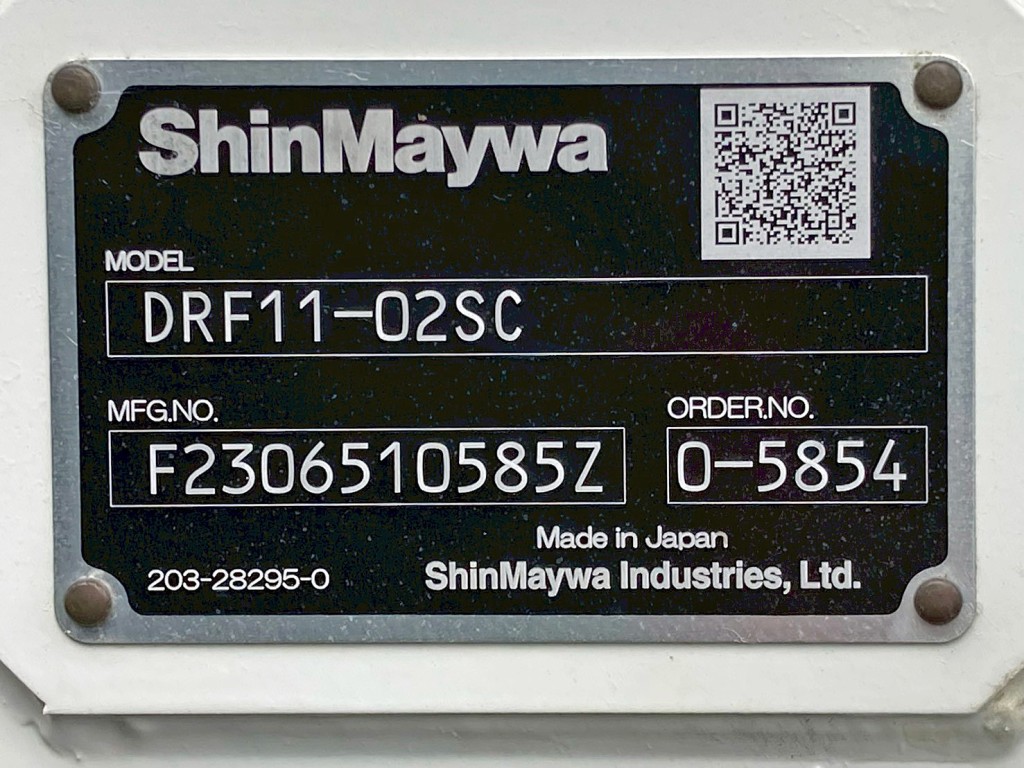 ShinMaywa
MODEL
DRF11-02SC
MFG.NO.
F2306510585Z
ORDER.NO.
0-5854
Made in Japan
203-28295-0
ShinMaywa Industries, Ltd.